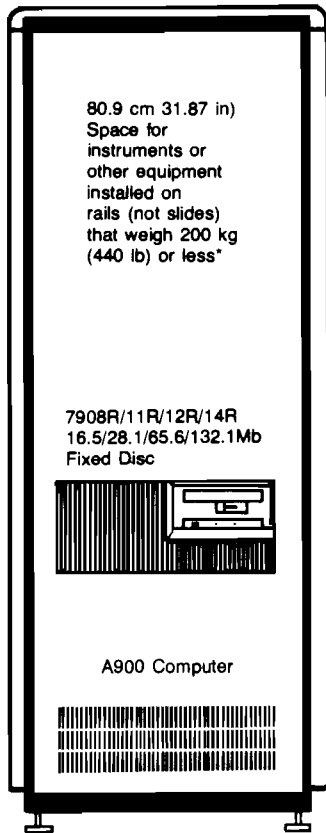 80.9 cm 31.87 in)
Space for
instruments or
other equipment
installed on
rails (not slides)
that weigh 200 kg
(440 lb) or less*
7908R/11R/12R/14R
16.5/28.1/65.6/132.1Mb
Fixed Disc
A900 Computer